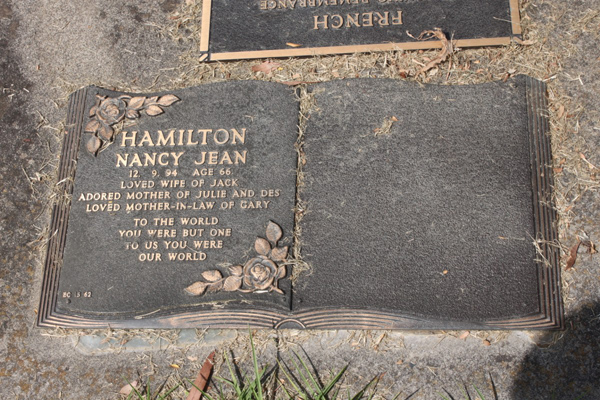 REMEMBRANCE
FRENCH
HAMILTON
NANCY JEAN
12. 9. 94. AGE 66.
LOVED WIFE OF JACK
ADORED MOTHER OF JULIE AND DES
LOVED MOTHER-IN-LAW OF GARY
TO THE WORLD
YOU WERE BUT ONE
TO US YOU WERE
OUR WORLD